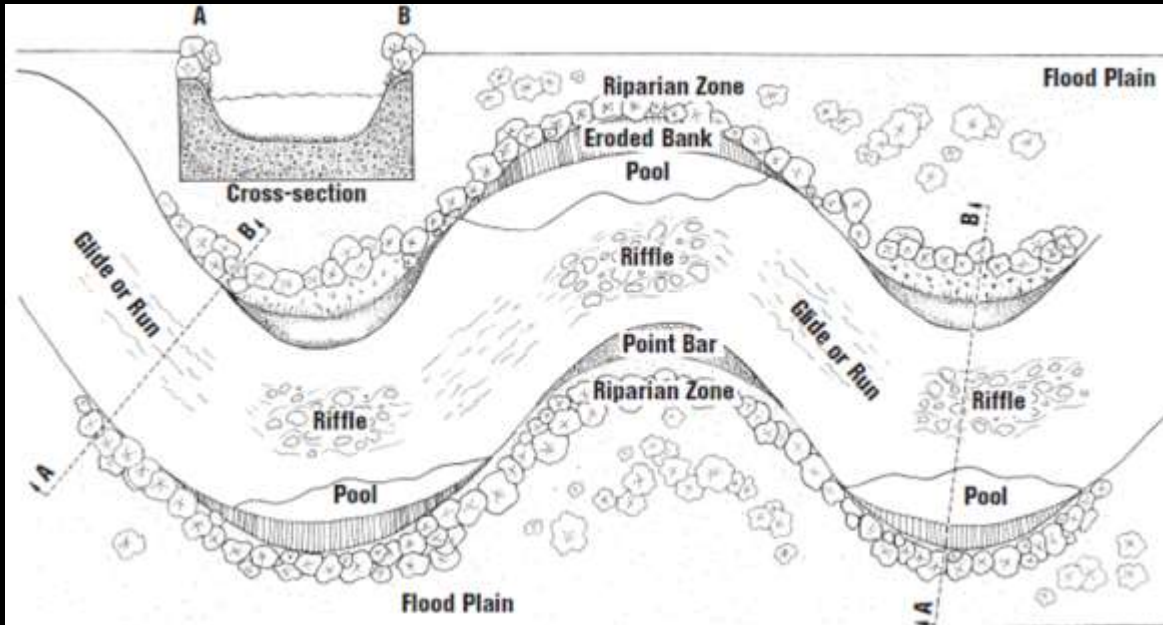 A B
Riparian Zone
Flood Plain
Eroded Bank
Pool
Cross-section
B
B
Glide or Run
Riffle
Glide or Run
Point Bar
Riparian Zone
Riffle
Riffle
A
Pool
Pool
Flood Plain
A